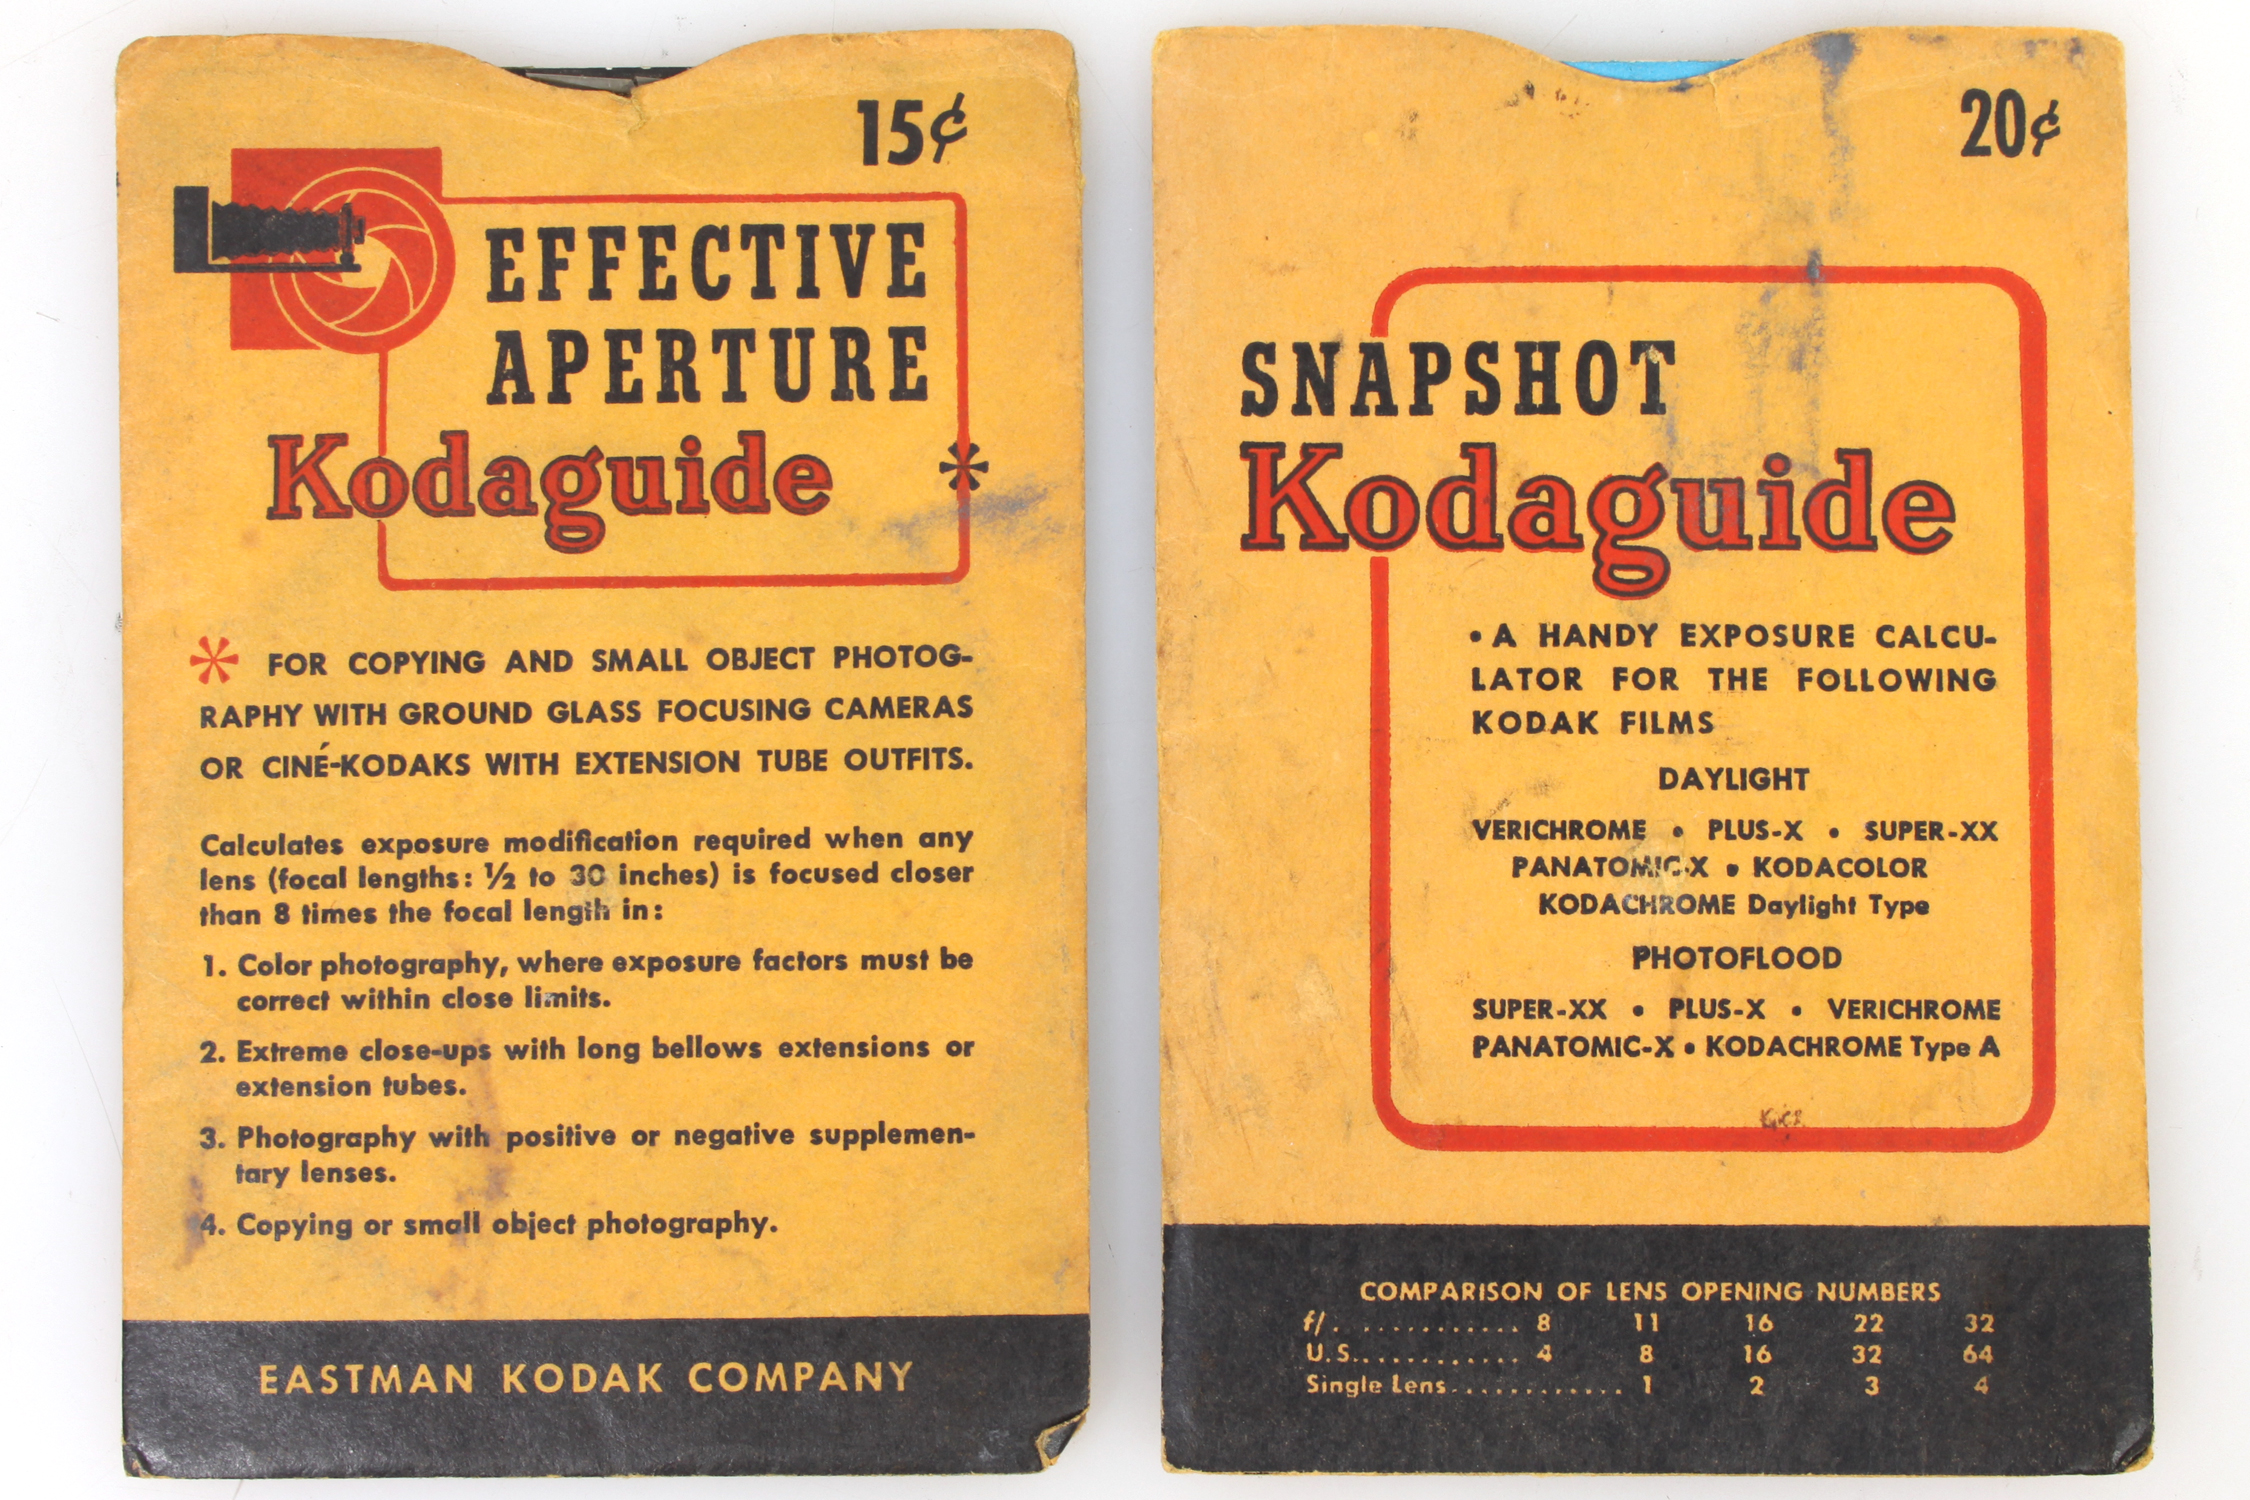 15¢
EFFECTIVE
APERTURE
Kodaguide *
* FOR COPYING AND SMALL OBJECT PHOTOG-
RAPHY WITH GROUND GLASS FOCUSING CAMERAS
OR CINÉ-KODAKS WITH EXTENSION TUBE OUTFITS.
Calculates exposure modification required when any
lens (focal lengths: ½ to 30 inches) is focused closer
than 8 times the focal length in:
1. Color photography, where exposure factors must be
correct within close limits.
2. Extreme close-ups with long bellows extensions or
extension tubes.
3. Photography with positive or negative supplemen-
tary lenses.
4. Copying or small object photography.
EASTMAN KODAK COMPANY
20¢
SNAPSHOT
Kodaguide
• A HANDY EXPOSURE CALCU-
LATOR FOR THE FOLLOWING
KODAK FILMS
DAYLIGHT
VERICHROME • PLUS-X • SUPER-XX
PANATOMIC-X • KODACOLOR
KODACHROME Daylight Type
PHOTOFLOOD
SUPER-XX • PLUS-X • VERICHROME
PANATOMIC-X • KODACHROME Type A
COMPARISON OF LENS OPENING NUMBERS
f/. ............ 8 11 16 22 32
U.S............. 4 8 16 32 64
Single Lens............. 1 2 3 4